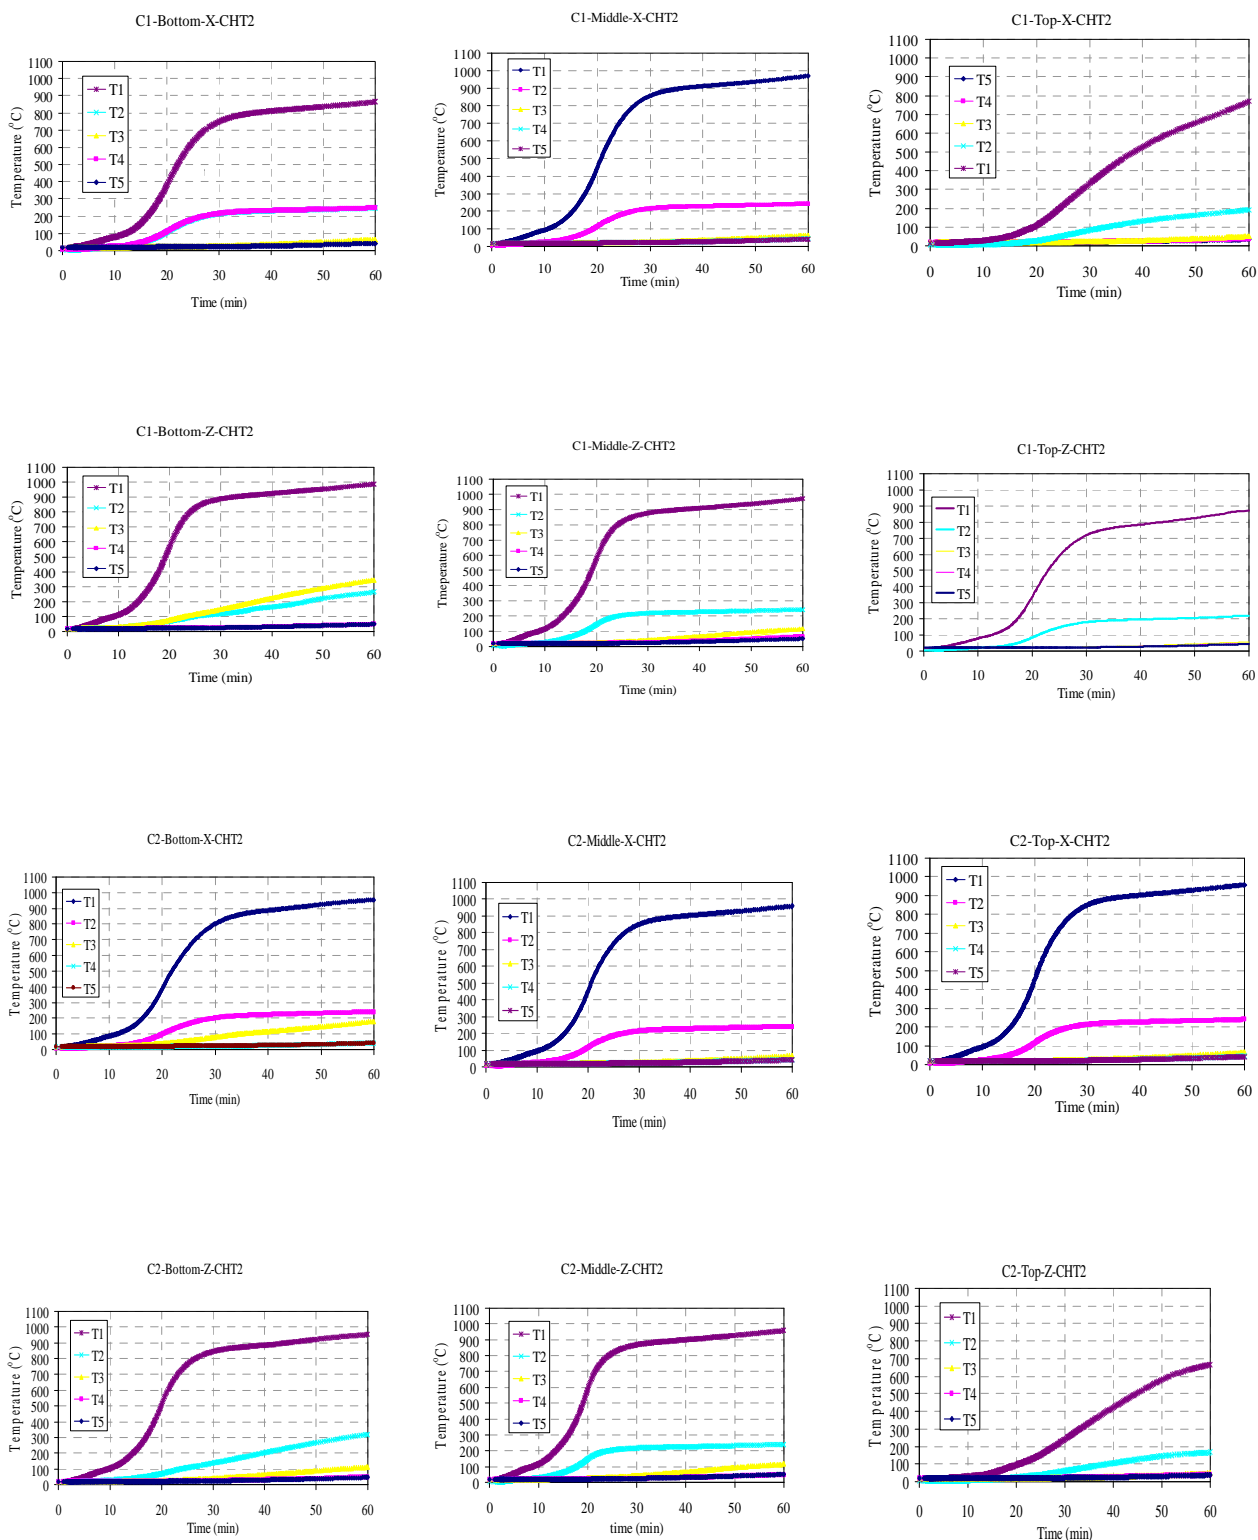 C1-Bottom-X-CHT2
Temperature (°C)
1100
1000
900
800
700
600
500
400
300
200
100
0
T1
T2
T3
T4
T5
0 10 20 30 40 50 60
Time (min)
C1-Middle-X-CHT2
Temperature (°C)
1100
1000
900
800
700
600
500
400
300
200
100
0
T1
T2
T3
T4
T5
0 10 20 30 40 50 60
Time (min)
C1-Top-X-CHT2
Temperature (°C)
1100
1000
900
800
700
600
500
400
300
200
100
0
T5
T4
T3
T2
T1
0 10 20 30 40 50 60
Time (min)
C1-Bottom-Z-CHT2
Temperature (°C)
1100
1000
900
800
700
600
500
400
300
200
100
0
T1
T2
T3
T4
T5
0 10 20 30 40 50 60
Time (min)
C1-Middle-Z-CHT2
Tmeperature (°C)
1100
1000
900
800
700
600
500
400
300
200
100
0
T1
T2
T3
T4
T5
0 10 20 30 40 50 60
Time (min)
C1-Top-Z-CHT2
Temperature (°C)
1100
1000
900
800
700
600
500
400
300
200
100
0
T1
T2
T3
T4
T5
0 10 20 30 40 50 60
Time (min)
C2-Bottom-X-CHT2
Temperature (°C)
1100
1000
900
800
700
600
500
400
300
200
100
0
T1
T2
T3
T4
T5
0 10 20 30 40 50 60
Time (min)
C2-Middle-X-CHT2
Temperature (°C)
1100
1000
900
800
700
600
500
400
300
200
100
0
T1
T2
T3
T4
T5
0 10 20 30 40 50 60
Time (min)
C2-Top-X-CHT2
Temperature (°C)
1100
1000
900
800
700
600
500
400
300
200
100
0
T1
T2
T3
T4
T5
0 10 20 30 40 50 60
Time (min)
C2-Bottom-Z-CHT2
Temperature (°C)
1100
1000
900
800
700
600
500
400
300
200
100
0
T1
T2
T3
T4
T5
0 10 20 30 40 50 60
Time (min)
C2-Middle-Z-CHT2
Temperature (°C)
1100
1000
900
800
700
600
500
400
300
200
100
0
T1
T2
T3
T4
T5
0 10 20 30 40 50 60
time (min)
C2-Top-Z-CHT2
Temperature (°C)
1100
1000
900
800
700
600
500
400
300
200
100
0
T1
T2
T3
T4
T5
0 10 20 30 40 50 60
Time (min)